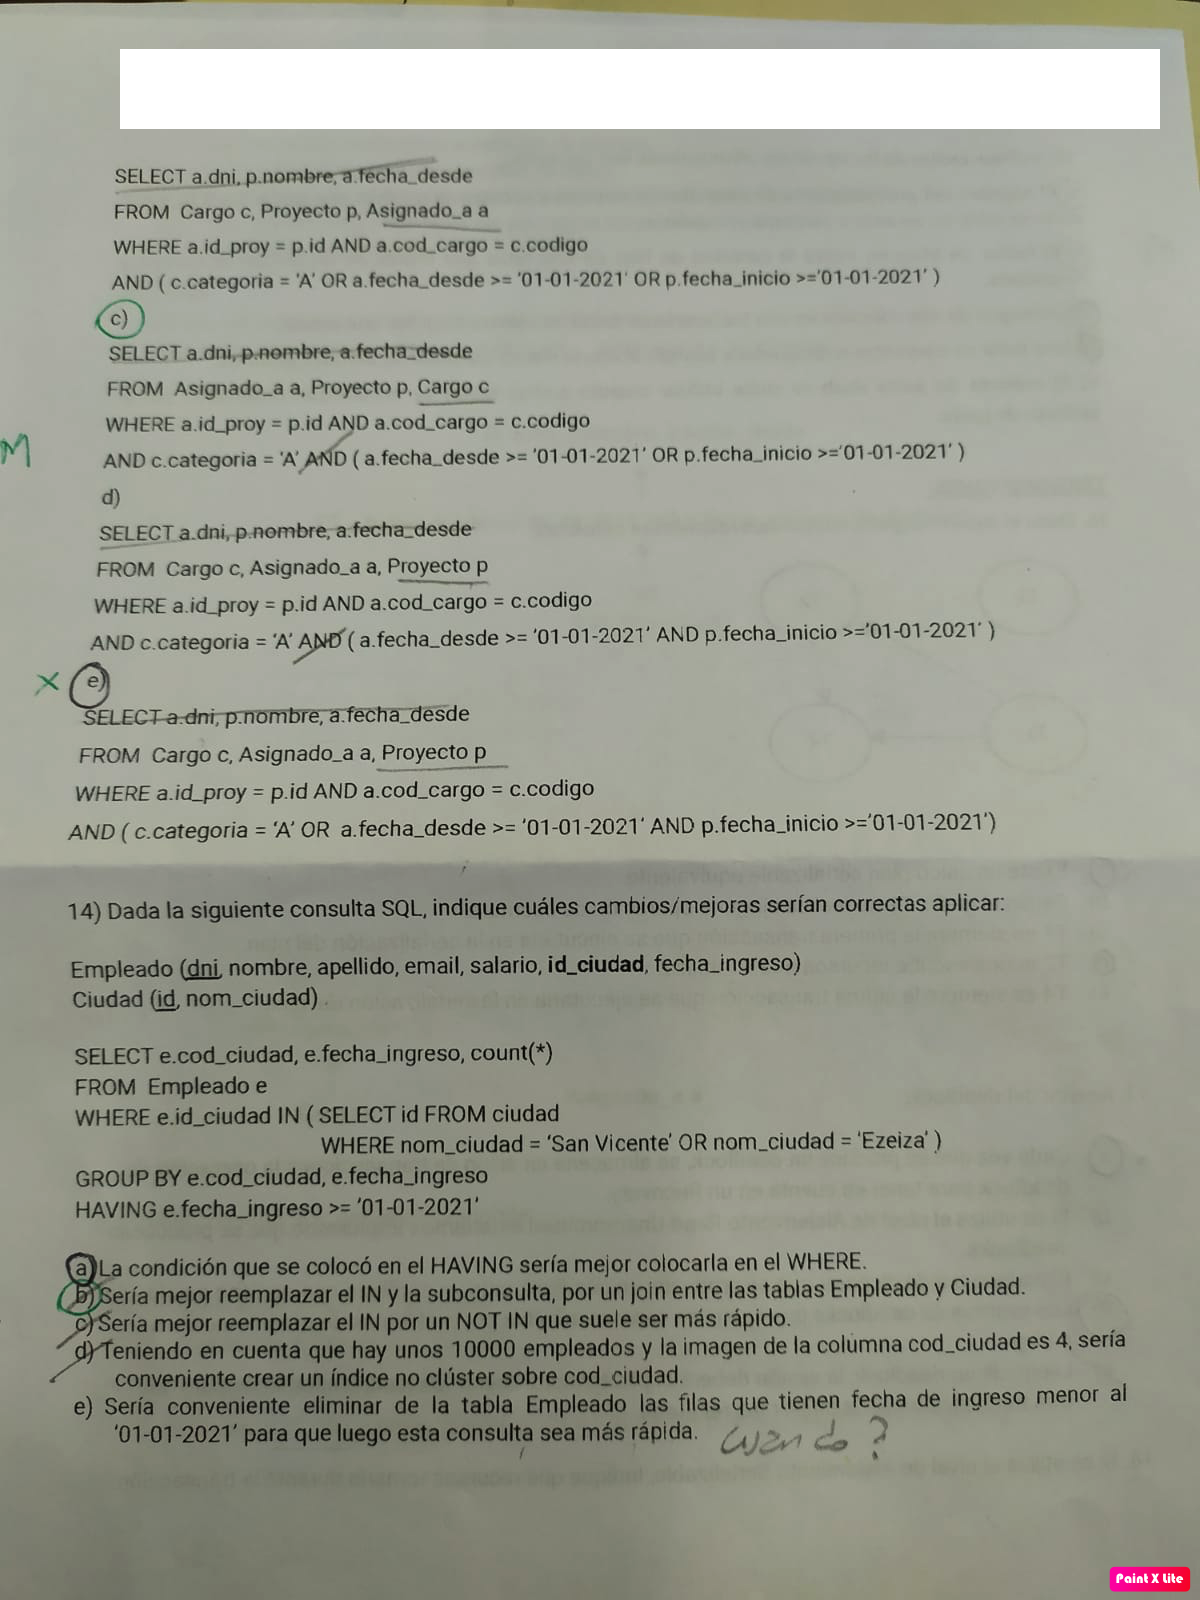 SELECT a.dni, p.nombre, a.fecha_desde
FROM Cargo c, Proyecto p, Asignado_a a
WHERE a.id_proy = p.id AND a.cod_cargo = c.codigo
AND ( c.categoria = 'A' OR a.fecha_desde >= '01-01-2021' OR p.fecha_inicio >='01-01-2021' )
c)
SELECT a.dni, p.nombre, a.fecha_desde
FROM Asignado_a a, Proyecto p, Cargo c
WHERE a.id_proy = p.id AND a.cod_cargo = c.codigo
M
AND c.categoria = 'A' AND ( a.fecha_desde >= '01-01-2021' OR p.fecha_inicio >='01-01-2021' )
d)
SELECT a.dni, p.nombre, a.fecha_desde
FROM Cargo c, Asignado_a a, Proyecto p
WHERE a.id_proy = p.id AND a.cod_cargo = c.codigo
AND c.categoria = 'A' AND ( a.fecha_desde >= '01-01-2021' AND p.fecha_inicio >='01-01-2021' )
X e)
SELECT a.dni, p.nombre, a.fecha_desde
FROM Cargo c, Asignado_a a, Proyecto p
WHERE a.id_proy = p.id AND a.cod_cargo = c.codigo
AND ( c.categoria = 'A' OR a.fecha_desde >= '01-01-2021' AND p.fecha_inicio >='01-01-2021')
14) Dada la siguiente consulta SQL, indique cuáles cambios/mejoras serían correctas aplicar:
Empleado (dni, nombre, apellido, email, salario, id_ciudad, fecha_ingreso)
Ciudad (id, nom_ciudad)
SELECT e.cod_ciudad, e.fecha_ingreso, count(*)
FROM Empleado e
WHERE e.id_ciudad IN ( SELECT id FROM ciudad
WHERE nom_ciudad = 'San Vicente' OR nom_ciudad = 'Ezeiza' )
GROUP BY e.cod_ciudad, e.fecha_ingreso
HAVING e.fecha_ingreso >= '01-01-2021'
a) La condición que se colocó en el HAVING sería mejor colocarla en el WHERE.
b) Sería mejor reemplazar el IN y la subconsulta, por un join entre las tablas Empleado y Ciudad.
c) Sería mejor reemplazar el IN por un NOT IN que suele ser más rápido.
d) Teniendo en cuenta que hay unos 10000 empleados y la imagen de la columna cod_ciudad es 4, sería
conveniente crear un índice no clúster sobre cod_ciudad.
e) Sería conveniente eliminar de la tabla Empleado las filas que tienen fecha de ingreso menor al
'01-01-2021' para que luego esta consulta sea más rápida. cuando?
Paint X Lite